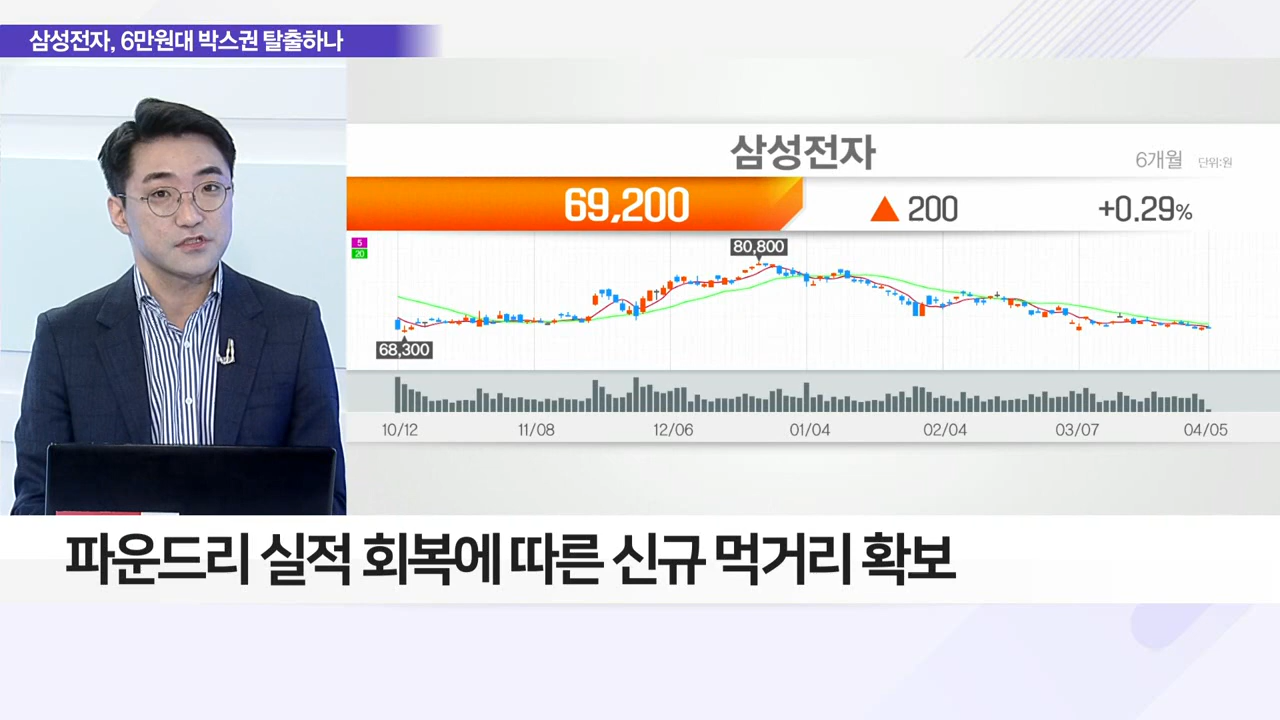 삼성전자, 6만원대 박스권 탈출하나
삼성전자
6개월 단위:원
69,200 ▲ 200 +0.29%
5
20
80,800
68,300
10/12 11/08 12/06 01/04 02/04 03/07 04/05
파운드리 실적 회복에 따른 신규 먹거리 확보